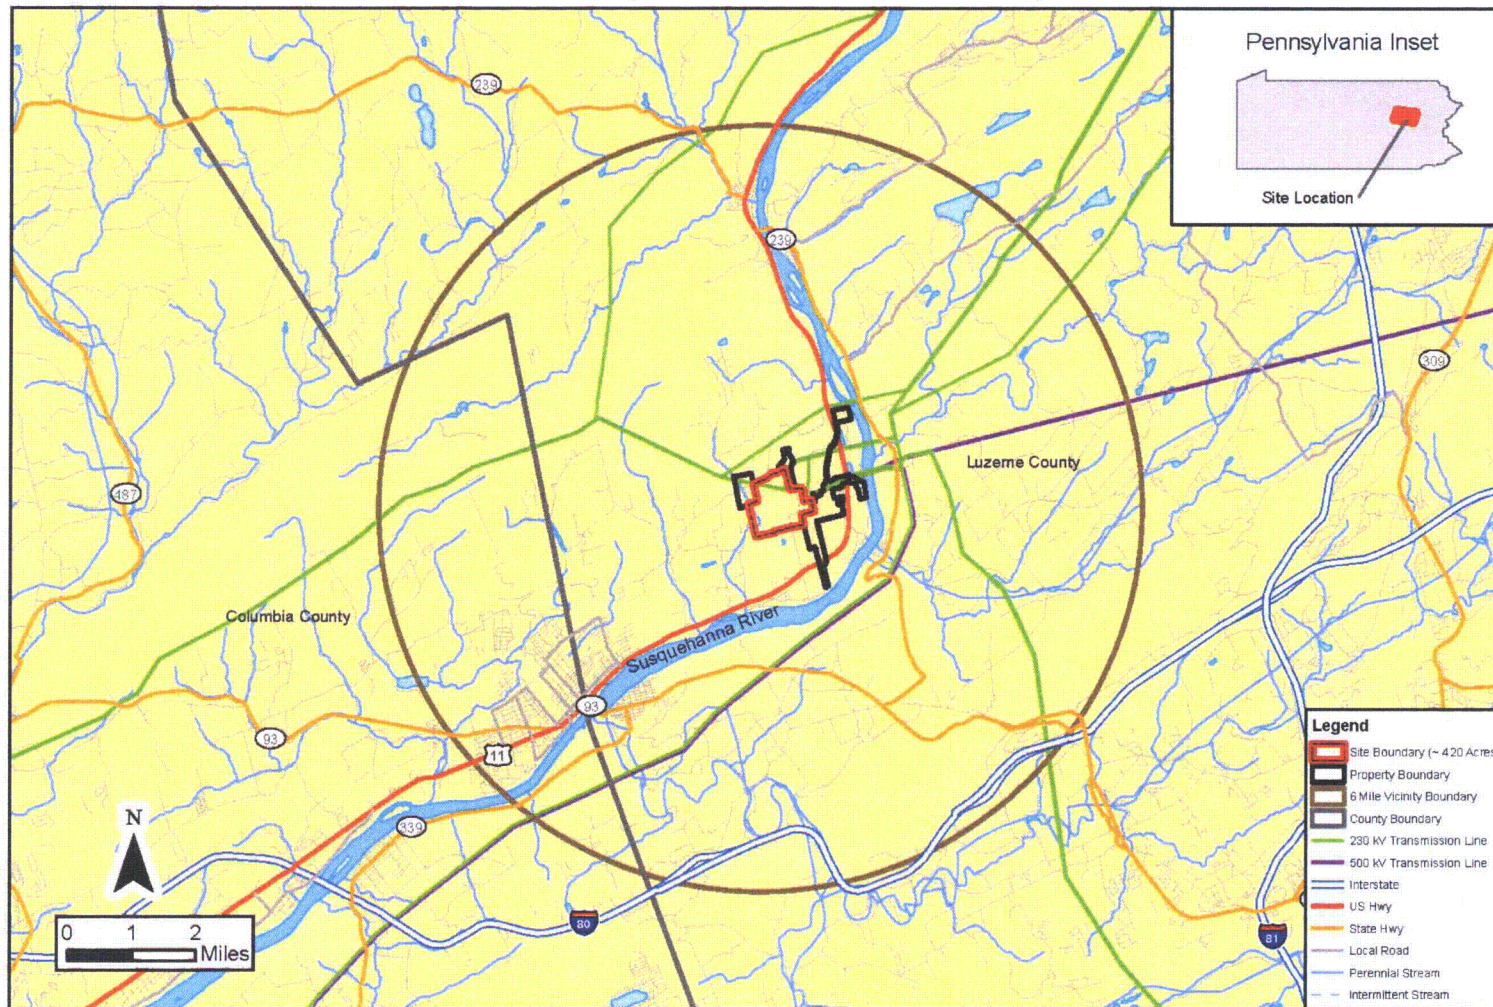 Pennsylvania Inset
Site Location
239
239
309
Luzerne County
487
Columbia County
Susquehanna River
93
93
11
339
N
0 1 2
Miles
80
81
Legend
Site Boundary (~ 420 Acres
Property Boundary
6 Mile Vicinity Boundary
County Boundary
230 kV Transmission Line
500 kV Transmission Line
Interstate
US Hwy
State Hwy
Local Road
Perennial Stream
Intermittent Stream